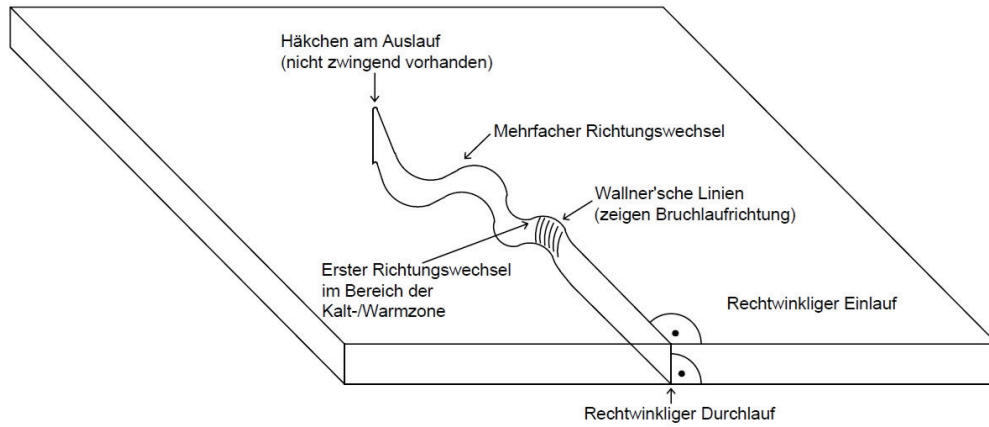 Häkchen am Auslauf
(nicht zwingend vorhanden)
Mehrfacher Richtungswechsel
Wallner'sche Linien
(zeigen Bruchlaufrichtung)
Erster Richtungswechsel
im Bereich der
Kalt-/Warmzone
Rechtwinkliger Einlauf
Rechtwinkliger Durchlauf